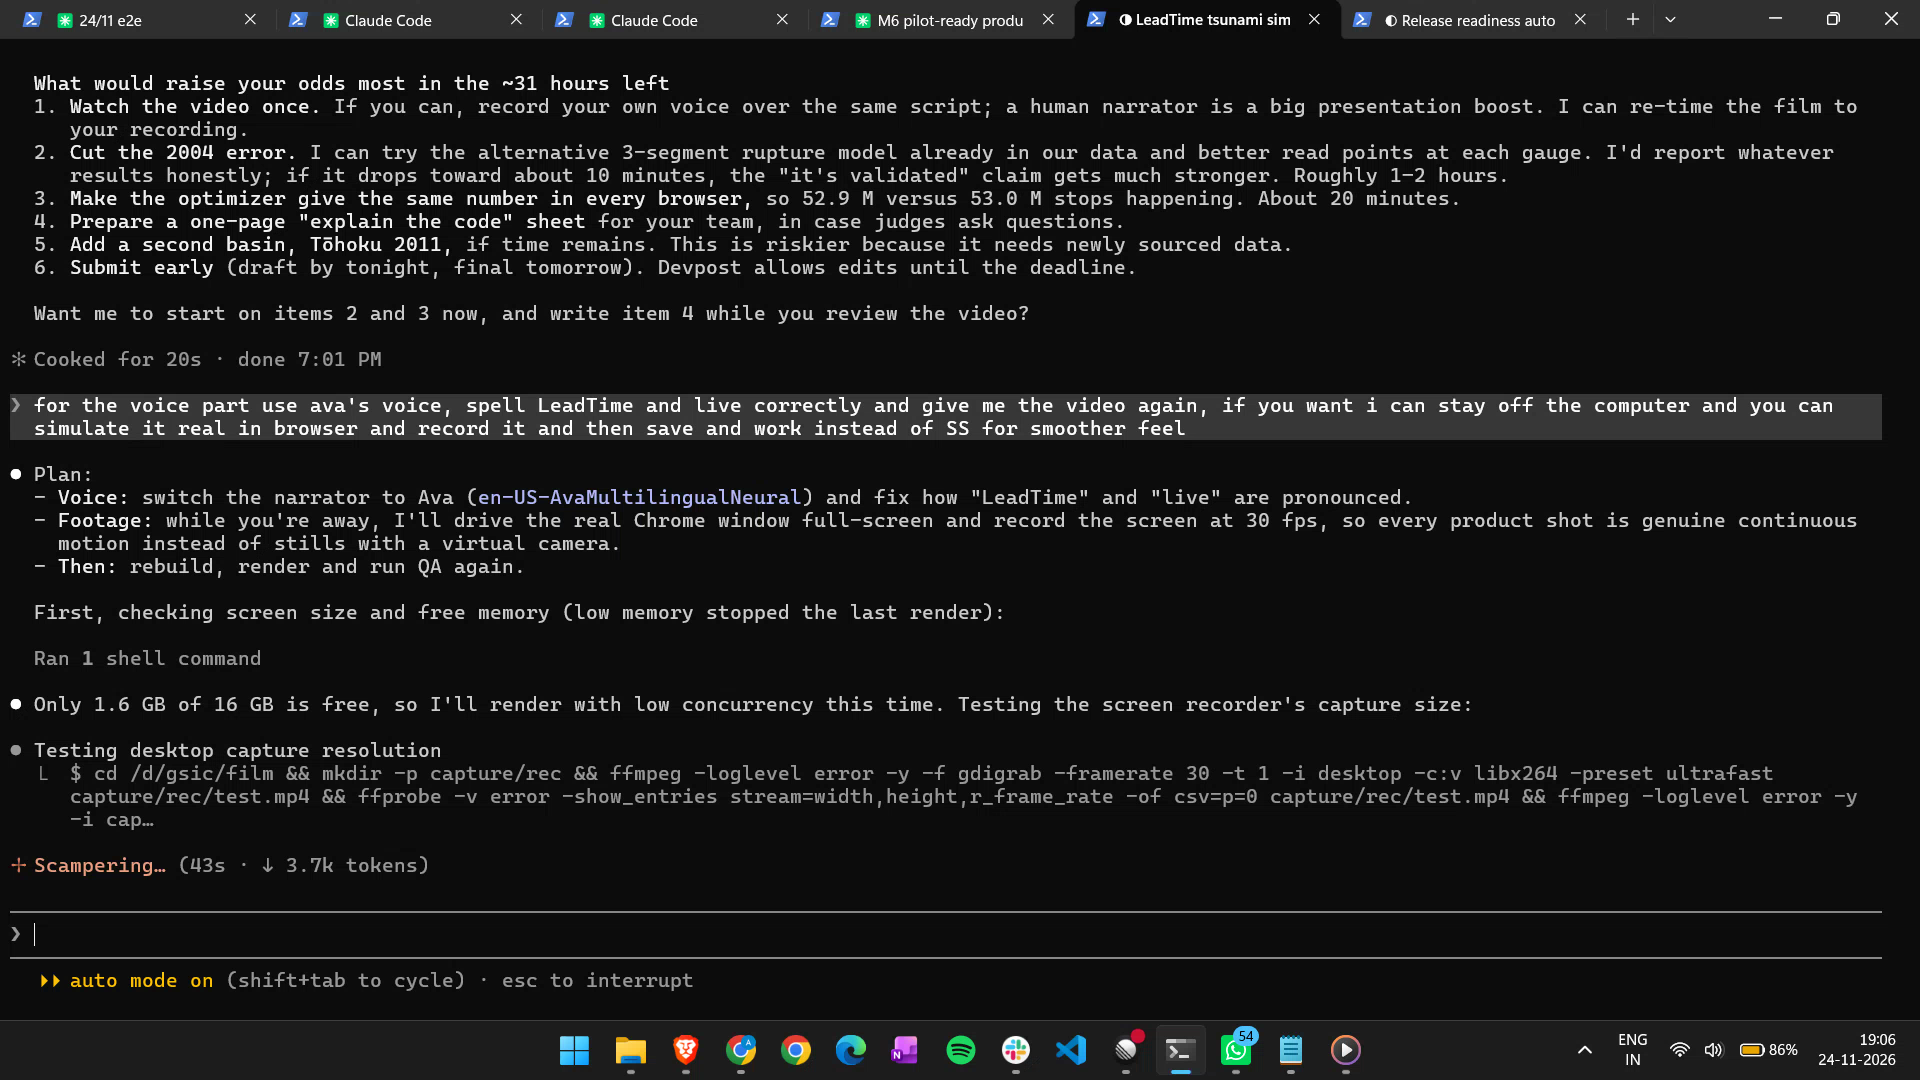 24/11 e2e
Claude Code
Claude Code
M6 pilot-ready produ
LeadTime tsunami sim
Release readiness auto
What would raise your odds most in the ~31 hours left
1. Watch the video once. If you can, record your own voice over the same script; a human narrator is a big presentation boost. I can re-time the film to
your recording.
2. Cut the 2004 error. I can try the alternative 3-segment rupture model already in our data and better read points at each gauge. I'd report whatever
results honestly; if it drops toward about 10 minutes, the "it's validated" claim gets much stronger. Roughly 1-2 hours.
3. Make the optimizer give the same number in every browser, so 52.9 M versus 53.0 M stops happening. About 20 minutes.
4. Prepare a one-page "explain the code" sheet for your team, in case judges ask questions.
5. Add a second basin, Tōhoku 2011, if time remains. This is riskier because it needs newly sourced data.
6. Submit early (draft by tonight, final tomorrow). Devpost allows edits until the deadline.
Want me to start on items 2 and 3 now, and write item 4 while you review the video?
✻ Cooked for 20s · done 7:01 PM
❯ for the voice part use ava's voice, spell LeadTime and live correctly and give me the video again, if you want i can stay off the computer and you can
simulate it real in browser and record it and then save and work instead of SS for smoother feel
● Plan:
- Voice: switch the narrator to Ava (en-US-AvaMultilingualNeural) and fix how "LeadTime" and "live" are pronounced.
- Footage: while you're away, I'll drive the real Chrome window full-screen and record the screen at 30 fps, so every product shot is genuine continuous
motion instead of stills with a virtual camera.
- Then: rebuild, render and run QA again.
First, checking screen size and free memory (low memory stopped the last render):
Ran 1 shell command
● Only 1.6 GB of 16 GB is free, so I'll render with low concurrency this time. Testing the screen recorder's capture size:
● Testing desktop capture resolution
└ $ cd /d/gsic/film && mkdir -p capture/rec && ffmpeg -loglevel error -y -f gdigrab -framerate 30 -t 1 -i desktop -c:v libx264 -preset ultrafast
capture/rec/test.mp4 && ffprobe -v error -show_entries stream=width,height,r_frame_rate -of csv=p=0 capture/rec/test.mp4 && ffmpeg -loglevel error -y
-i cap…
Scampering… (43s · ↓ 3.7k tokens)
❯
⏵⏵ auto mode on (shift+tab to cycle) · esc to interrupt
A
N
54
ENG
IN
86%
19:06
24-11-2026